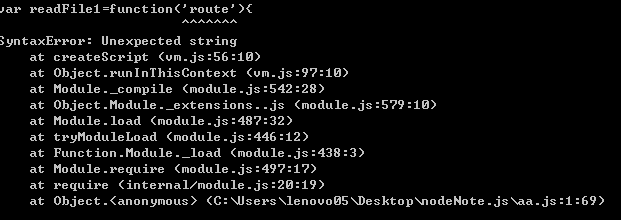 var readFile1=function('route'){
^^^^^^^
SyntaxError: Unexpected string
at createScript (vm.js:56:10)
at Object.runInThisContext (vm.js:97:10)
at Module._compile (module.js:542:28)
at Object.Module._extensions..js (module.js:579:10)
at Module.load (module.js:487:32)
at tryModuleLoad (module.js:446:12)
at Function.Module._load (module.js:438:3)
at Module.require (module.js:497:17)
at require (internal/module.js:20:19)
at Object.<anonymous> (C:\Users\lenovo05\Desktop\nodeNote.js\aa.js:1:69)